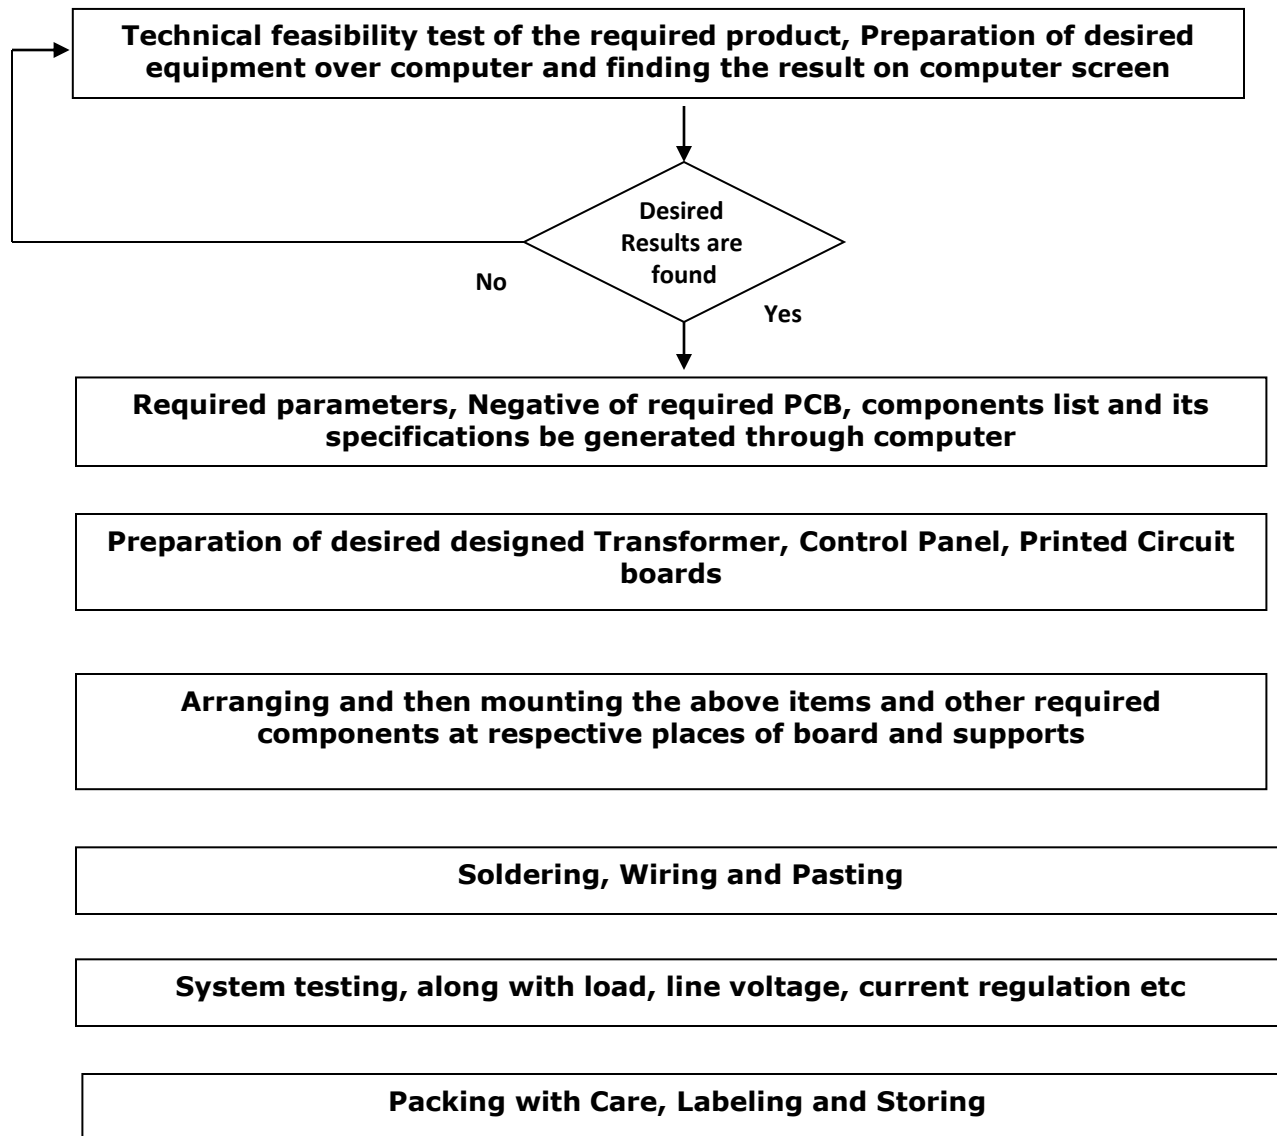 Technical feasibility test of the required product, Preparation of desired
equipment over computer and finding the result on computer screen
Desired
Results are
found
No
Yes
Required parameters, Negative of required PCB, components list and its
specifications be generated through computer
Preparation of desired designed Transformer, Control Panel, Printed Circuit
boards
Arranging and then mounting the above items and other required
components at respective places of board and supports
Soldering, Wiring and Pasting
System testing, along with load, line voltage, current regulation etc
Packing with Care, Labeling and Storing